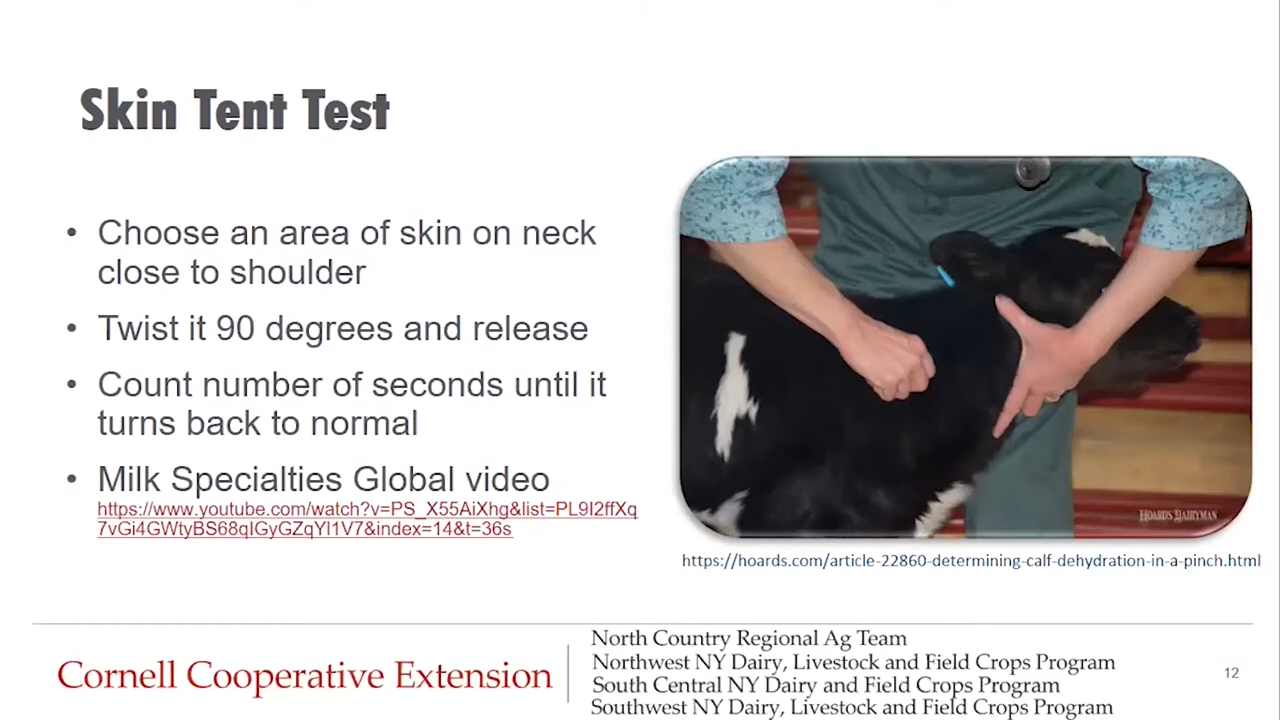 Skin Tent Test
• Choose an area of skin on neck
close to shoulder
• Twist it 90 degrees and release
• Count number of seconds until it
turns back to normal
• Milk Specialties Global video
https://www.youtube.com/watch?v=PS_X55AiXhg&list=PL9I2ffXq
7vGi4GWtyBS68qIGyGZqYI1V7&index=14&t=36s
HOARD'S DAIRYMAN
https://hoards.com/article-22860-determining-calf-dehydration-in-a-pinch.html
Cornell Cooperative Extension
North Country Regional Ag Team
Northwest NY Dairy, Livestock and Field Crops Program
South Central NY Dairy and Field Crops Program
Southwest NY Dairy, Livestock and Field Crops Program
12